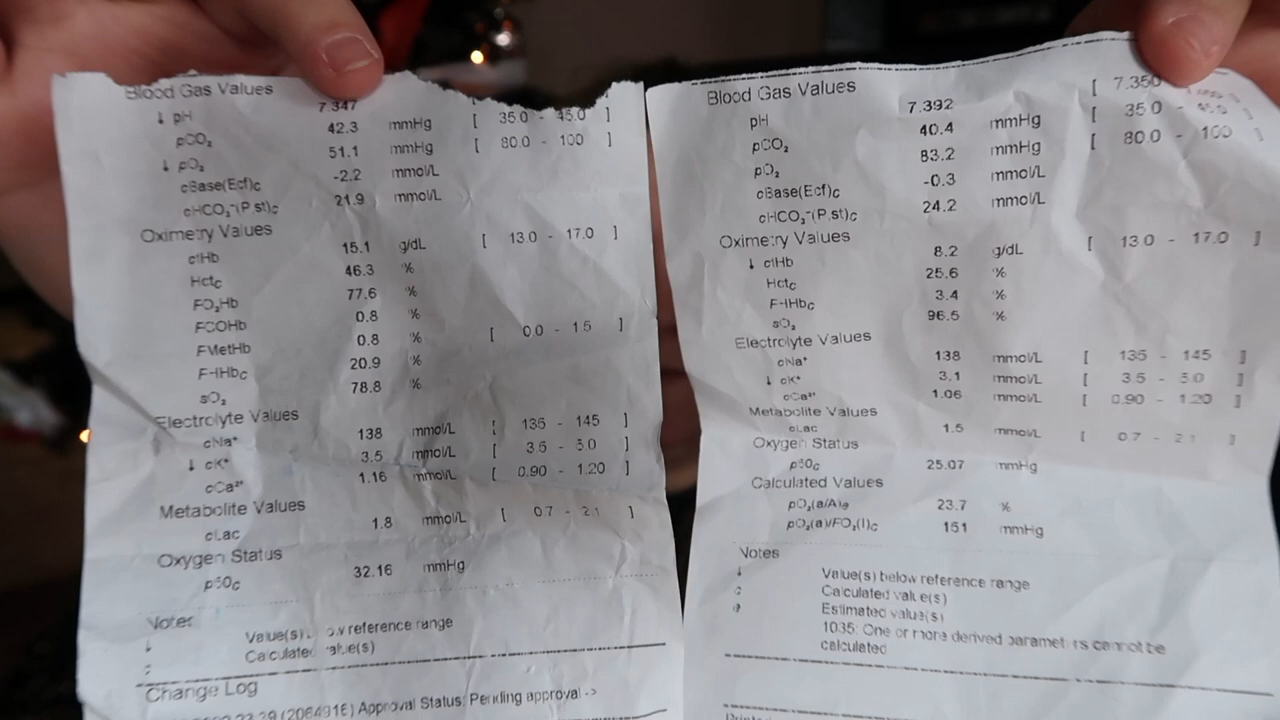 Blood Gas Values
↓ pH 7.347
pCO₂ 42.3 mmHg [ 35.0 - 45.0 ]
↓ pO₂ 51.1 mmHg [ 80.0 - 100 ]
cBase(Ecf)c -2.2 mmol/L
cHCO₃⁻(P,st)c 21.9 mmol/L
Oximetry Values
ctHb 15.1 g/dL [ 13.0 - 17.0 ]
Hctc 46.3 %
FO₂Hb 77.6 %
FCOHb 0.8 %
FMetHb 0.8 % [ 0.0 - 1.5 ]
FHHbc 20.9 %
sO₂ 78.8 %
Electrolyte Values
cNa⁺ 138 mmol/L [ 135 - 145 ]
↓ cK⁺ 3.5 mmol/L [ 3.5 - 5.0 ]
cCa²⁺ 1.16 mmol/L [ 0.90 - 1.20 ]
Metabolite Values
cLac 1.8 mmol/L [ 0.7 - 2.1 ]
Oxygen Status
p50c 32.16 mmHg
Notes
↓ Value(s) below reference range
c Calculated value(s)
Change Log
(2064916) Approval Status: Pending approval ->
Blood Gas Values
pH 7.392 [ 7.350
pCO₂ 40.4 mmHg [ 35.0 - 45.0 ]
pO₂ 83.2 mmHg [ 80.0 - 100 ]
cBase(Ecf)c -0.3 mmol/L
cHCO₃⁻(P,st)c 24.2 mmol/L
Oximetry Values
↓ ctHb 8.2 g/dL [ 13.0 - 17.0 ]
Hctc 25.6 %
FHHbc 3.4 %
sO₂ 96.5 %
Electrolyte Values
cNa⁺ 138 mmol/L [ 135 - 145 ]
↓ cK⁺ 3.1 mmol/L [ 3.5 - 5.0 ]
cCa²⁺ 1.06 mmol/L [ 0.90 - 1.20 ]
Metabolite Values
cLac 1.5 mmol/L [ 0.7 - 2.1 ]
Oxygen Status
p50c 25.07 mmHg
Calculated Values
pO₂(a/A)e 23.7 %
pO₂(a)/FO₂(I)c 151 mmHg
Notes
↓ Value(s) below reference range
c Calculated value(s)
e Estimated value(s)
1035: One or more derived parameters cannot be
calculated